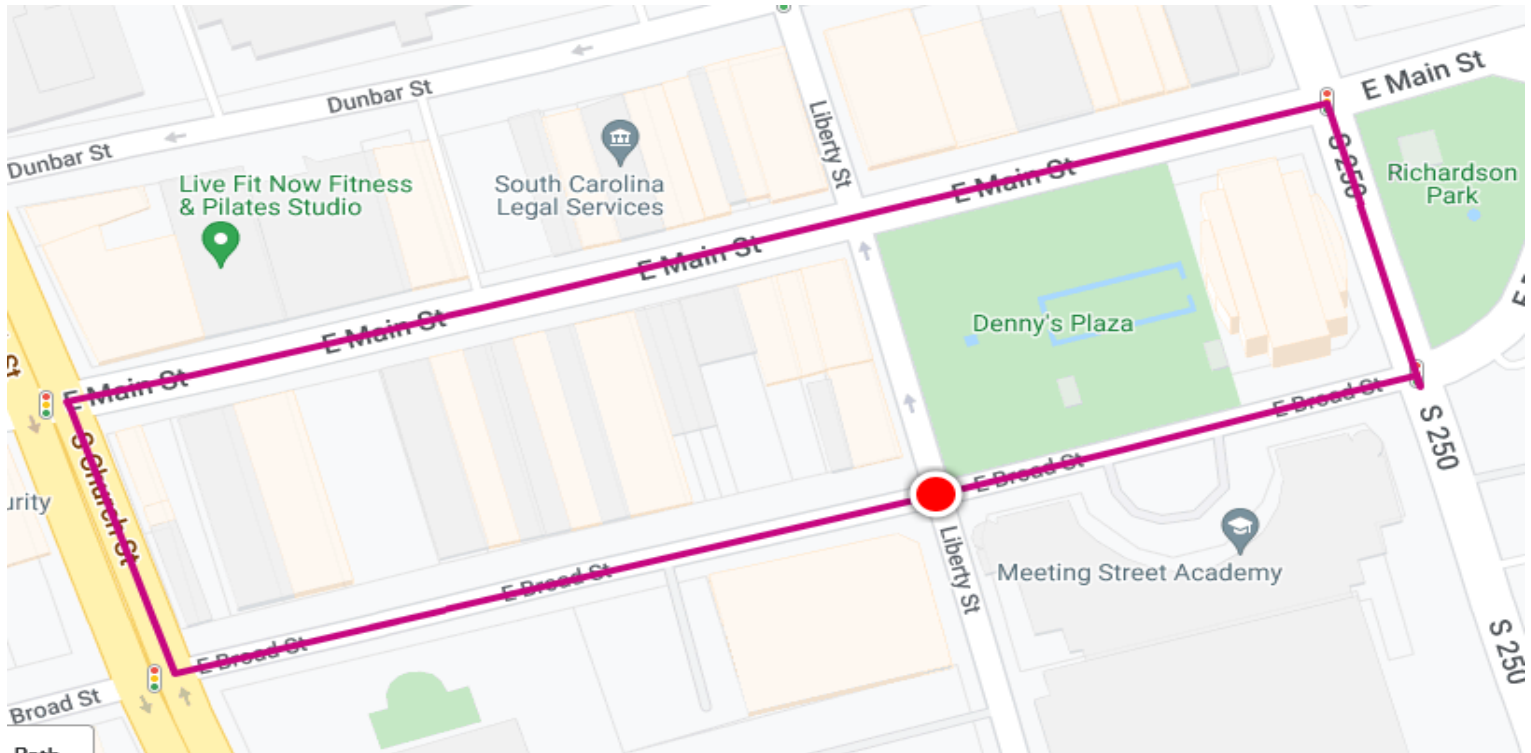 E Main St
Dunbar St
Dunbar St
Liberty St
S 250
Richardson
Park
Live Fit Now Fitness
& Pilates Studio
South Carolina
Legal Services
E Main St
E Main St
E Main St
E Main St
St
Denny's Plaza
E Broad St
S 250
S Church St
E Broad St
Liberty St
Meeting Street Academy
E Broad St
E Broad St
S 250
Broad St